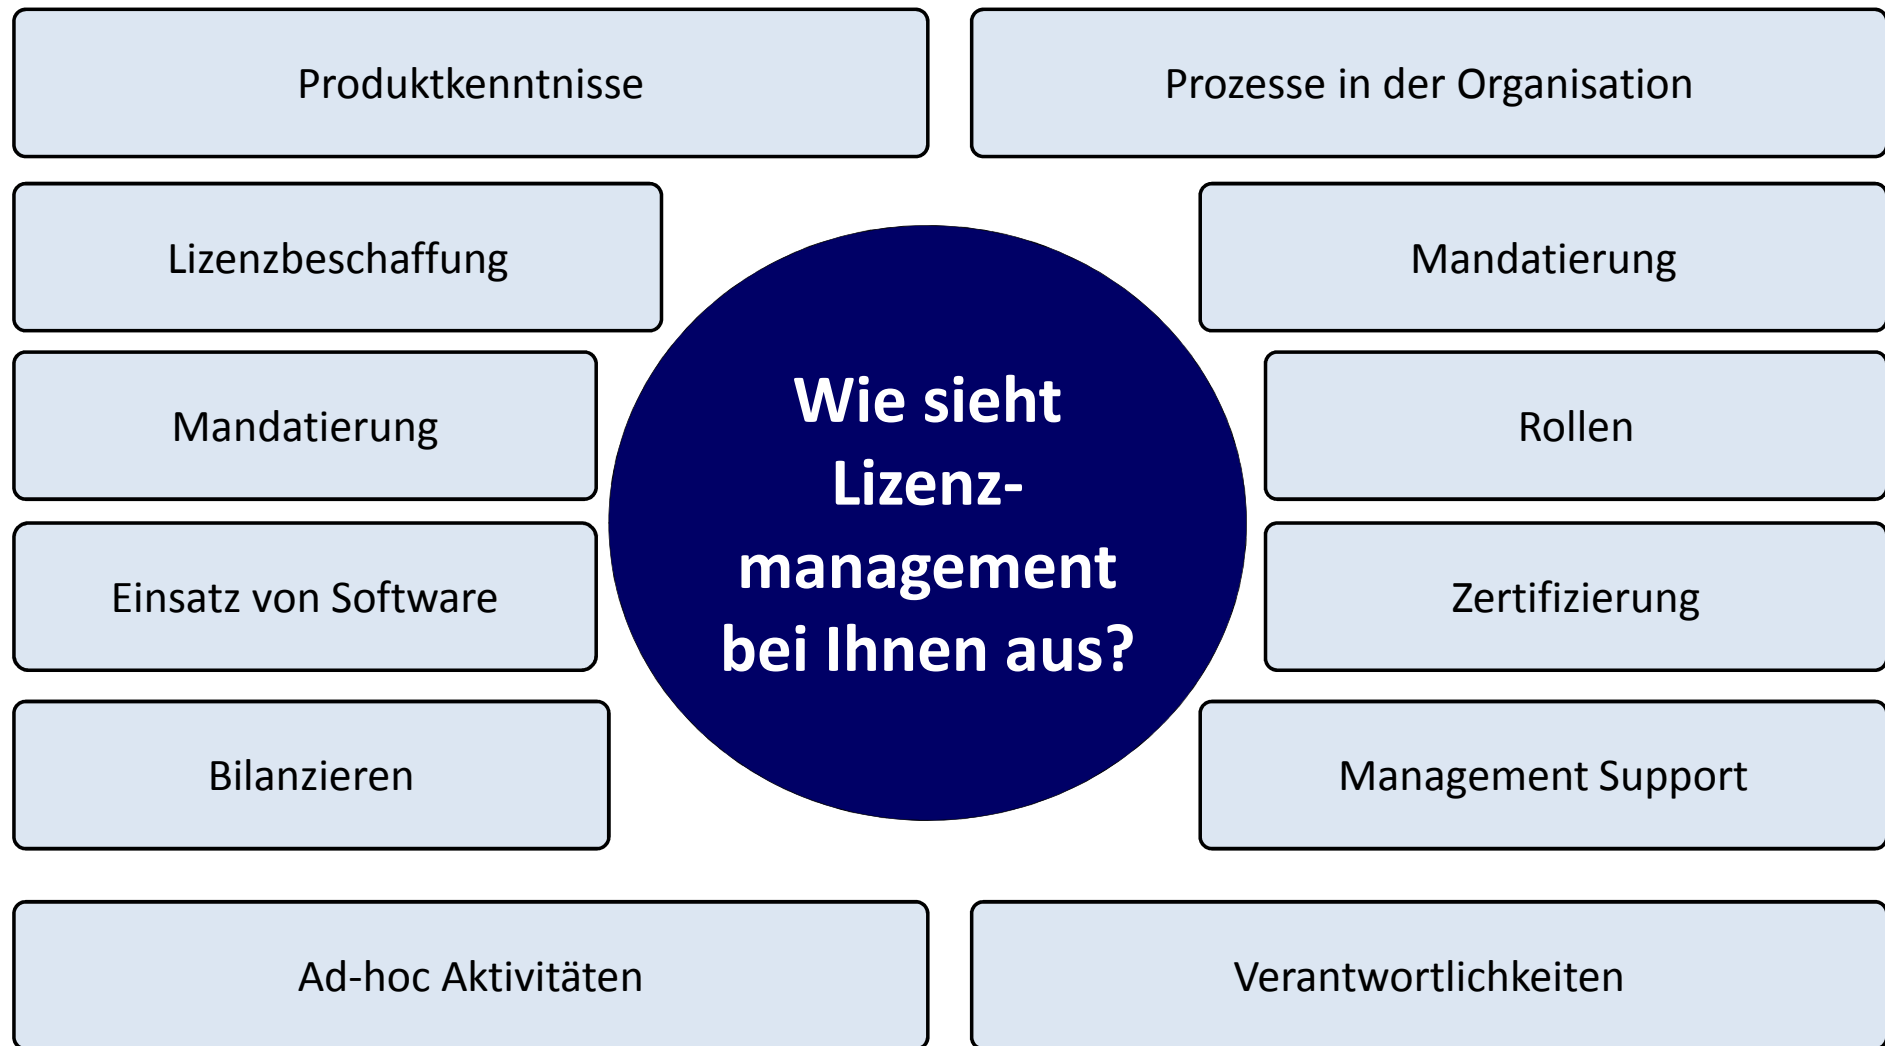 Produktkenntnisse
Prozesse in der Organisation
Lizenzbeschaffung
Mandatierung
Mandatierung
Rollen
Wie sieht
Lizenz-
management
bei Ihnen aus?
Einsatz von Software
Zertifizierung
Bilanzieren
Management Support
Ad-hoc Aktivitäten
Verantwortlichkeiten